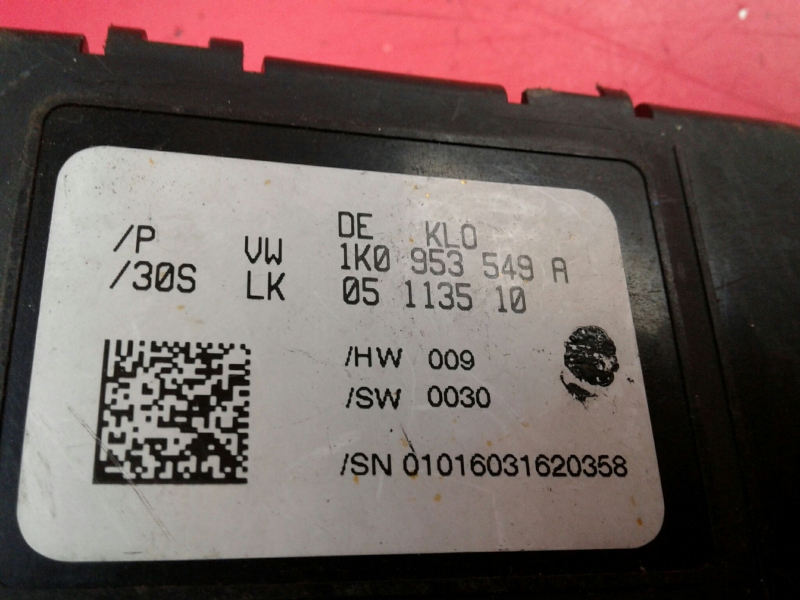 DE KLO
/P VW 1K0 953 549 A
/30S LK 05 1135 10
/HW 009
/SW 0030
/SN 01016031620358